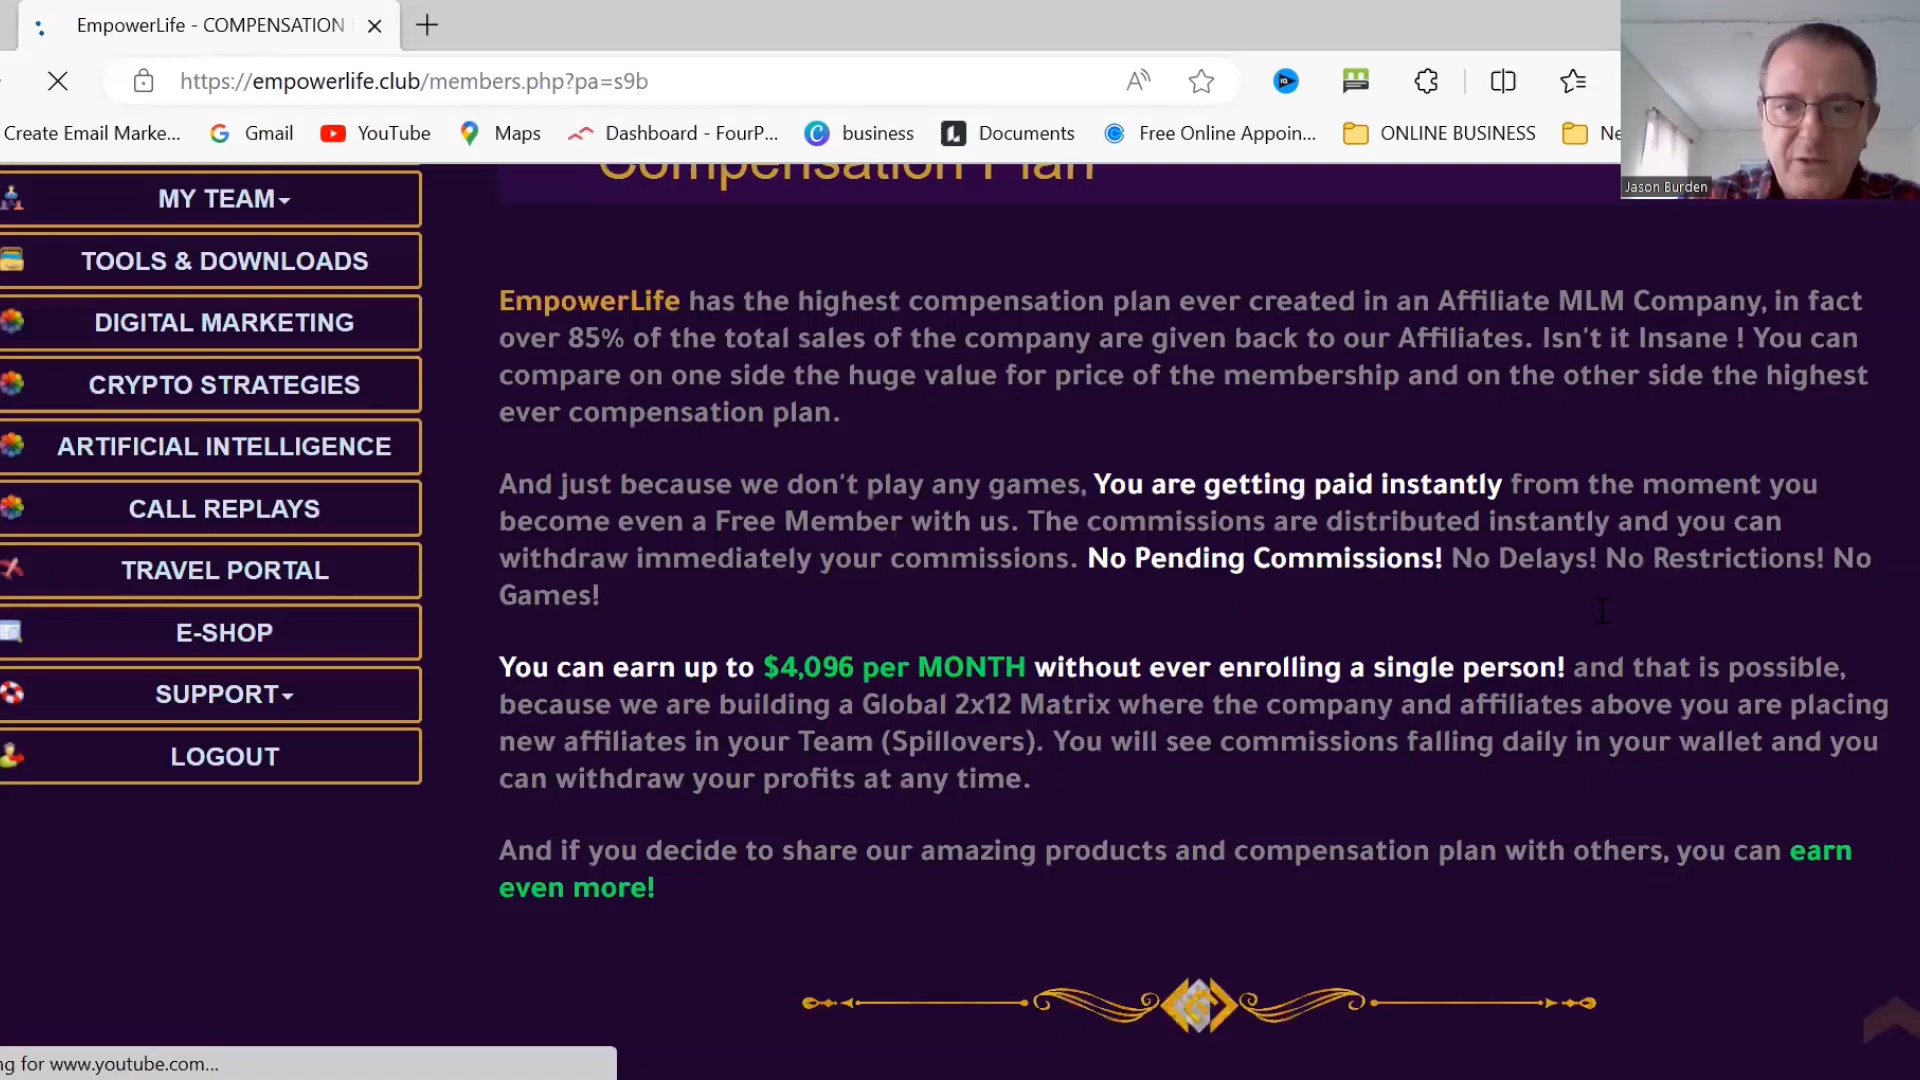 EmpowerLife - COMPENSATION
https://empowerlife.club/members.php?pa=s9b
Create Email Marke...
Gmail
YouTube
Maps
Dashboard - FourP...
business
Documents
Free Online Appoin...
ONLINE BUSINESS
Ne
Jason Burden
Compensation Plan
MY TEAM
TOOLS & DOWNLOADS
DIGITAL MARKETING
CRYPTO STRATEGIES
ARTIFICIAL INTELLIGENCE
CALL REPLAYS
TRAVEL PORTAL
E-SHOP
SUPPORT
LOGOUT
EmpowerLife has the highest compensation plan ever created in an Affiliate MLM Company, in fact
over 85% of the total sales of the company are given back to our Affiliates. Isn't it Insane ! You can
compare on one side the huge value for price of the membership and on the other side the highest
ever compensation plan.
And just because we don't play any games, You are getting paid instantly from the moment you
become even a Free Member with us. The commissions are distributed instantly and you can
withdraw immediately your commissions. No Pending Commissions! No Delays! No Restrictions! No
Games!
You can earn up to $4,096 per MONTH without ever enrolling a single person! and that is possible,
because we are building a Global 2x12 Matrix where the company and affiliates above you are placing
new affiliates in your Team (Spillovers). You will see commissions falling daily in your wallet and you
can withdraw your profits at any time.
And if you decide to share our amazing products and compensation plan with others, you can earn
even more!
ng for www.youtube.com...